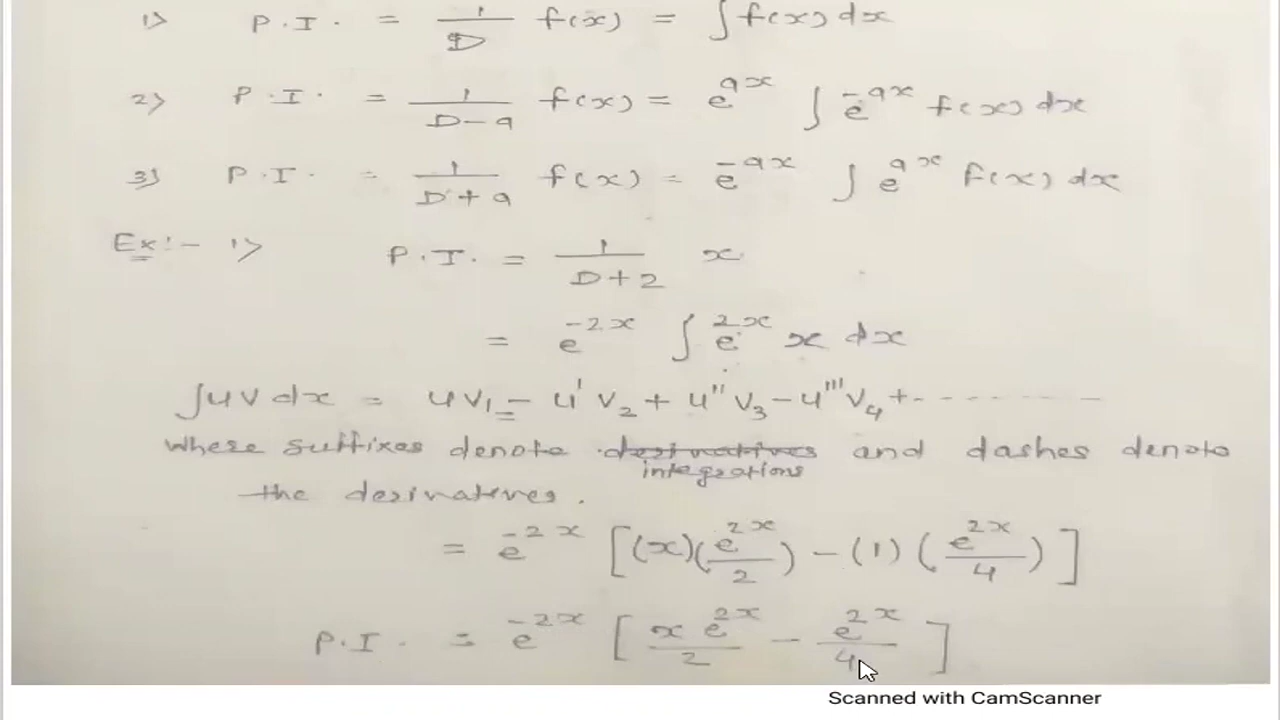 1) P.I. = 1/D f(x) = ∫f(x)dx
2) P.I. = 1/(D-a) f(x) = e^{ax} ∫e^{-ax} f(x)dx
3) P.I. = 1/(D+a) f(x) = e^{-ax} ∫e^{ax} f(x)dx
Ex:- 1) P.I. = 1/(D+2) x
= e^{-2x} ∫e^{2x} x dx
∫uv dx = uv₁ - u' v₂ + u'' v₃ - u''' v₄ + - - - - - - -
where suffixes denote derivatives and dashes denote
integrations
the derivatives.
= e^{-2x} [(x)(e^{2x}/2) - (1)(e^{2x}/4)]
P.I. = e^{-2x} [x e^{2x}/2 - e^{2x}/4]
Scanned with CamScanner